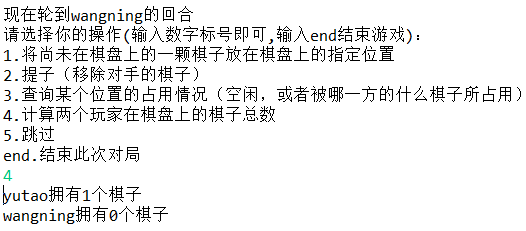 现在轮到wangning的回合
请选择你的操作(输入数字标号即可,输入end结束游戏):
1.将尚未在棋盘上的一颗棋子放在棋盘上的指定位置
2.提子（移除对手的棋子）
3.查询某个位置的占用情况（空闲，或者被哪一方的什么棋子所占用）
4.计算两个玩家在棋盘上的棋子总数
5.跳过
end.结束此次对局
4
yutao拥有1个棋子
wangning拥有0个棋子